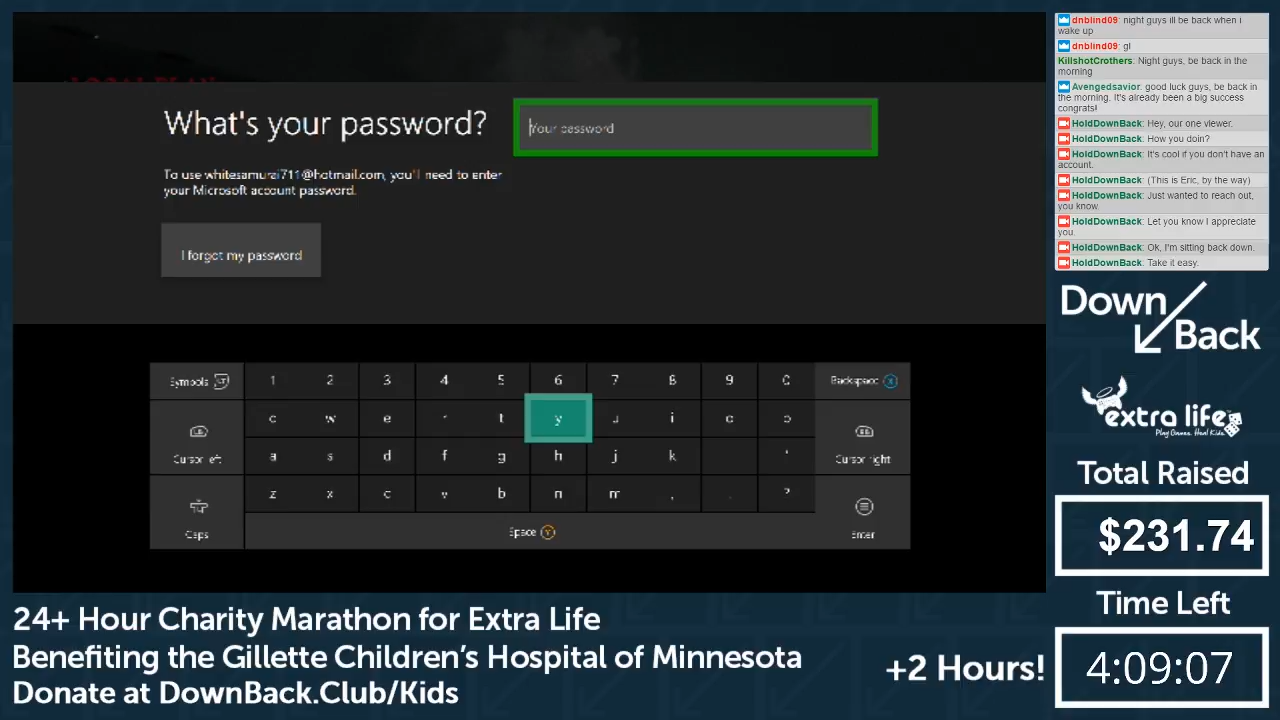 LOCAL PLAY
What's your password?
Your password
To use whitesamurai711@hotmail.com, you'll need to enter
your Microsoft account password.
I forgot my password
Symbols
1 2 3 4 5 6 7 8 9 0
Backspace X
q w e r t y u i o p
Cursor left
a s d f g h j k '
Cursor right
z x c v b n m , . ?
Caps
Space Y
Enter
dnblind09: night guys ill be back when i
wake up
dnblind09: gl
KillshotCrothers: Night guys, be back in the
morning
Avengedsavior: good luck guys, be back in
the morning. It's already been a big success
congrats!
HoldDownBack: Hey, our one viewer.
HoldDownBack: How you doin?
HoldDownBack: It's cool if you don't have an
account.
HoldDownBack: (This is Eric, by the way)
HoldDownBack: Just wanted to reach out,
you know.
HoldDownBack: Let you know I appreciate
you.
HoldDownBack: Ok, I'm sitting back down.
HoldDownBack: Take it easy.
Down
Back
extra life
Play Games. Heal Kids.
Total Raised
$231.74
Time Left
4:09:07
24+ Hour Charity Marathon for Extra Life
Benefiting the Gillette Children's Hospital of Minnesota
Donate at DownBack.Club/Kids
+2 Hours!